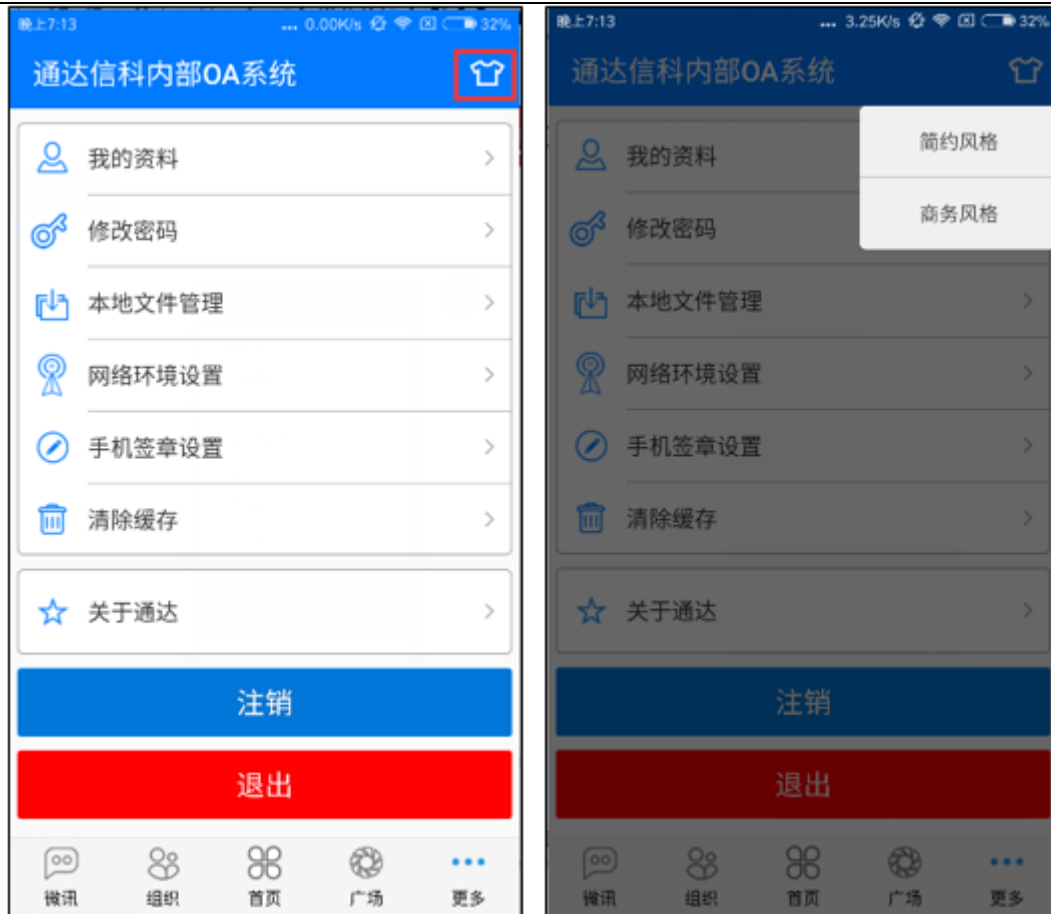 晚上7:13 ... 0.00K/s 32%
通达信科内部OA系统
我的资料
修改密码
本地文件管理
网络环境设置
手机签章设置
清除缓存
关于通达
注销
退出
微讯 组织 首页 广场 更多
晚上7:13 ... 3.25K/s 32%
通达信科内部OA系统
简约风格
商务风格
我的资料
修改密码
本地文件管理
网络环境设置
手机签章设置
清除缓存
关于通达
注销
退出
微讯 组织 首页 广场 更多